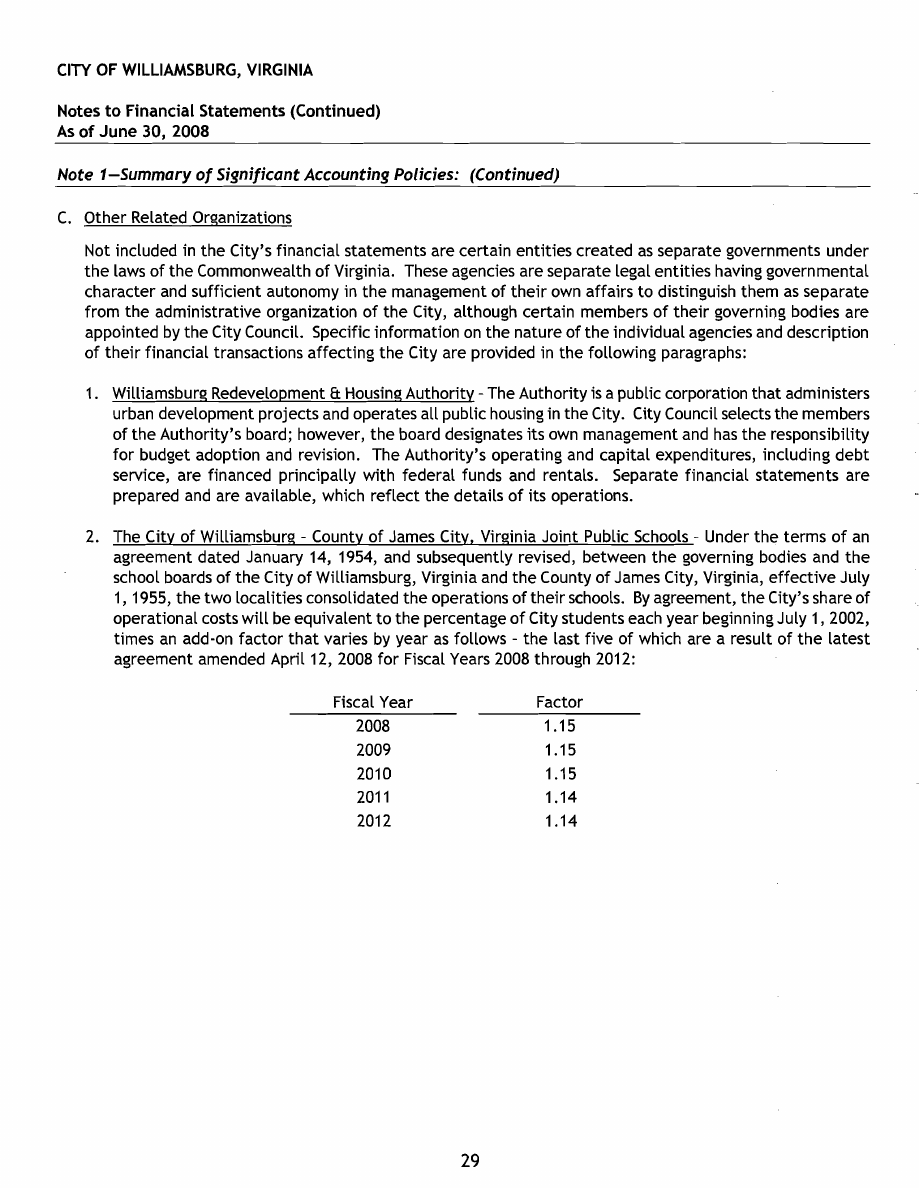 CITY OF WILLIAMSBURG, VIRGINIA
Notes to Financial Statements (Continued)
As of June 30, 2008
Note 1—Summary of Significant Accounting Policies: (Continued)
C. Other Related Organizations
Not included in the City's financial statements are certain entities created as separate governments under
the laws of the Commonwealth of Virginia. These agencies are separate legal entities having governmental
character and sufficient autonomy in the management of their own affairs to distinguish them as separate
from the administrative organization of the City, although certain members of their governing bodies are
appointed by the City Council. Specific information on the nature of the individual agencies and description
of their financial transactions affecting the City are provided in the following paragraphs:
1. Williamsburg Redevelopment & Housing Authority - The Authority is a public corporation that administers
urban development projects and operates all public housing in the City. City Council selects the members
of the Authority's board; however, the board designates its own management and has the responsibility
for budget adoption and revision. The Authority's operating and capital expenditures, including debt
service, are financed principally with federal funds and rentals. Separate financial statements are
prepared and are available, which reflect the details of its operations.
2. The City of Williamsburg - County of James City, Virginia Joint Public Schools - Under the terms of an
agreement dated January 14, 1954, and subsequently revised, between the governing bodies and the
school boards of the City of Williamsburg, Virginia and the County of James City, Virginia, effective July
1, 1955, the two localities consolidated the operations of their schools. By agreement, the City's share of
operational costs will be equivalent to the percentage of City students each year beginning July 1, 2002,
times an add-on factor that varies by year as follows - the last five of which are a result of the latest
agreement amended April 12, 2008 for Fiscal Years 2008 through 2012:
Fiscal Year Factor
2008 1.15
2009 1.15
2010 1.15
2011 1.14
2012 1.14
29